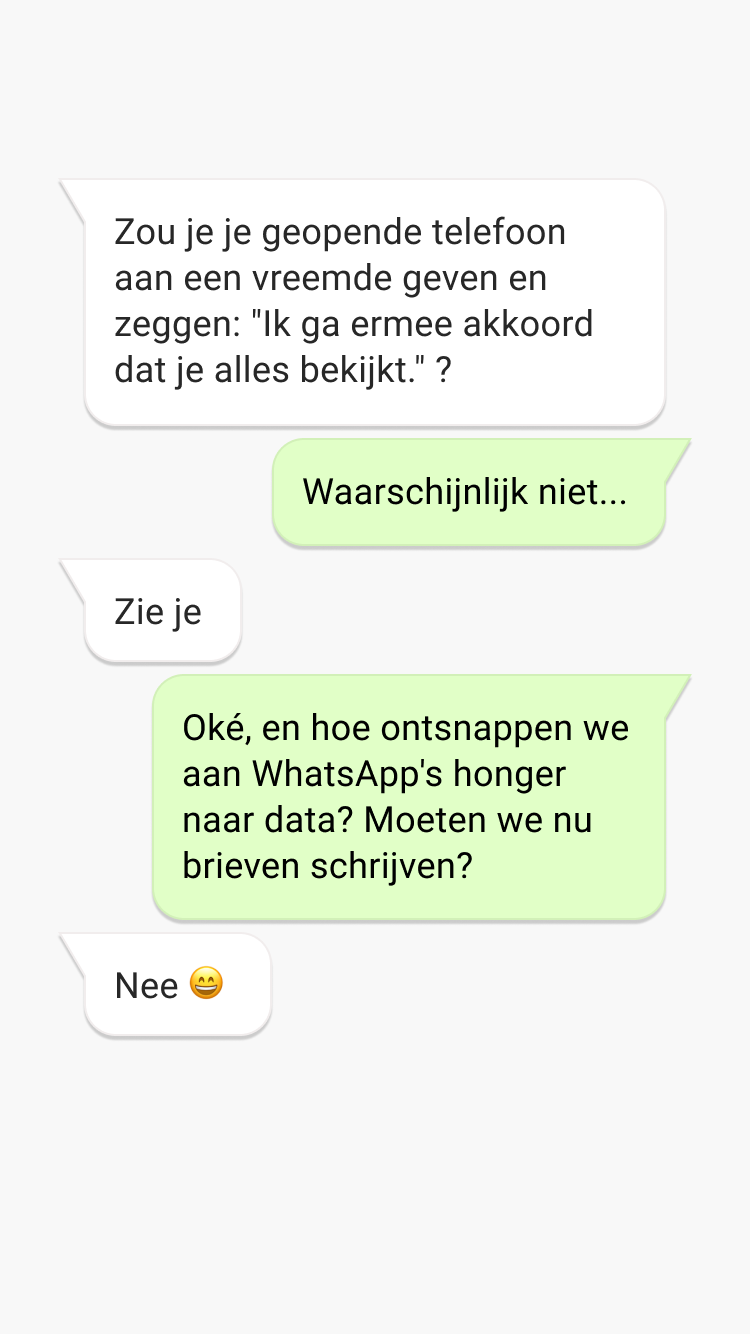 Zou je je geopende telefoon
aan een vreemde geven en
zeggen: "Ik ga ermee akkoord
dat je alles bekijkt." ?
Waarschijnlijk niet...
Zie je
Oké, en hoe ontsnappen we
aan WhatsApp's honger
naar data? Moeten we nu
brieven schrijven?
Nee 😄